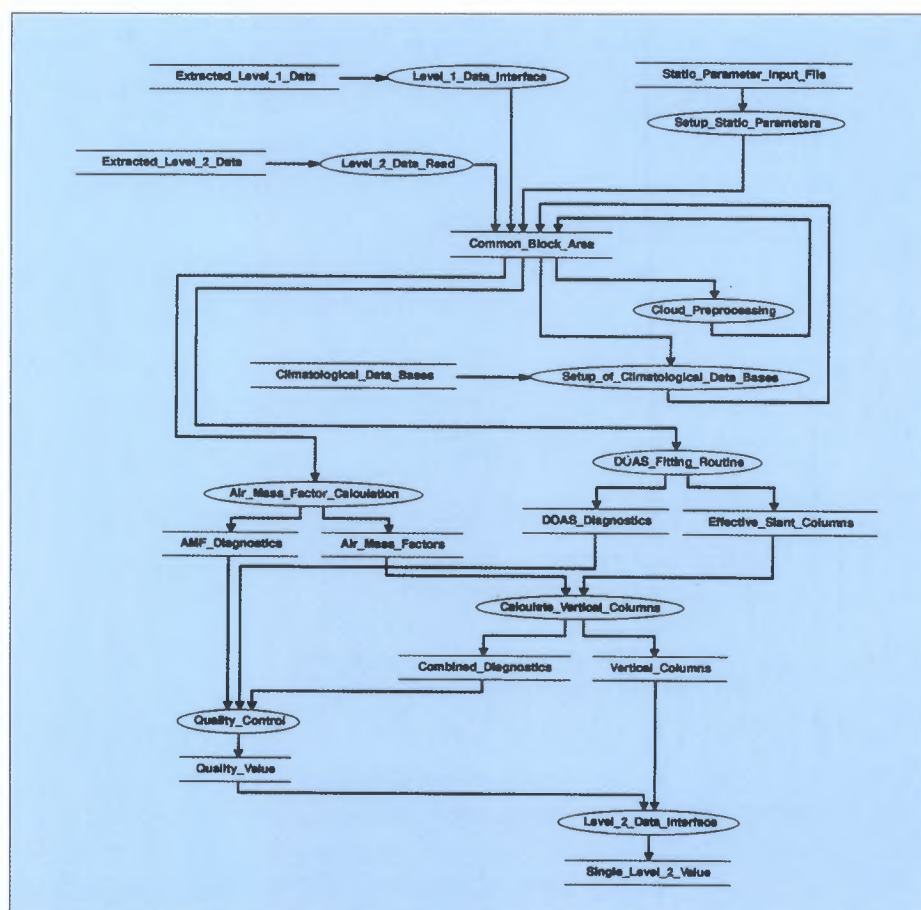 Extracted_Level_1_Data
Level_1_Data_Interface
Static_Parameter_Input_File
Setup_Static_Parameters
Extracted_Level_2_Data
Level_2_Data_Read
Common_Block_Area
Cloud_Preprocessing
Climatological_Data_Bases
Setup_of_Climatological_Data_Bases
DOAS_Fitting_Routine
Air_Mass_Factor_Calculation
DOAS_Diagnostics
Effective_Slant_Columns
AMF_Diagnostics
Air_Mass_Factors
Calculate_Vertical_Columns
Combined_Diagnostics
Vertical_Columns
Quality_Control
Quality_Value
Level_2_Data_Interface
Single_Level_2_Value